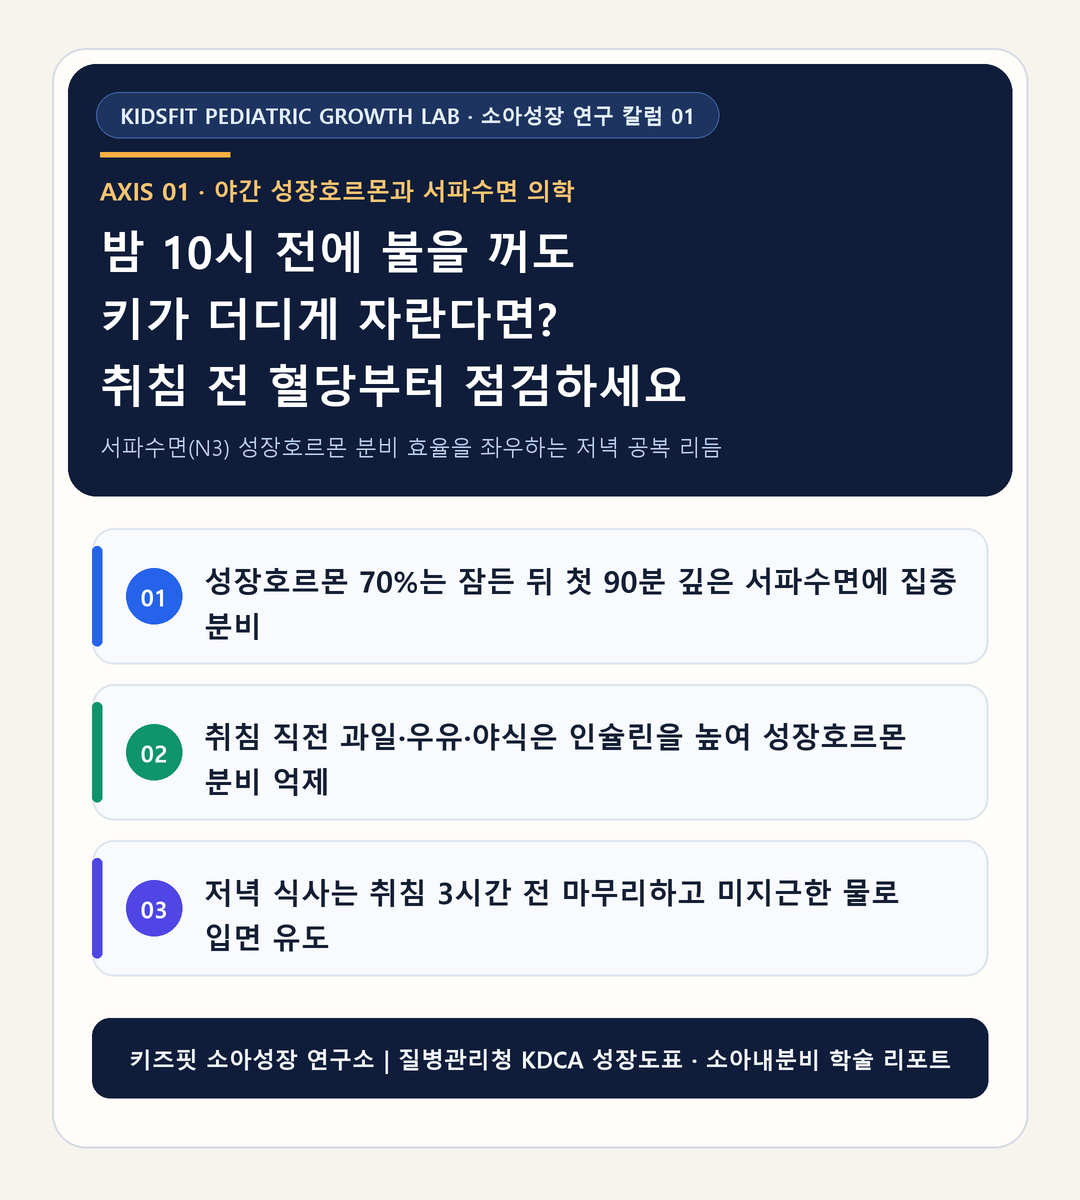 KIDSFIT PEDIATRIC GROWTH LAB · 소아성장 연구 칼럼 01
AXIS 01 · 야간 성장호르몬과 서파수면 의학
밤 10시 전에 불을 꺼도
키가 더디게 자란다면?
취침 전 혈당부터 점검하세요
서파수면(N3) 성장호르몬 분비 효율을 좌우하는 저녁 공복 리듬
01
성장호르몬 70%는 잠든 뒤 첫 90분 깊은 서파수면에 집중
분비
02
취침 직전 과일·우유·야식은 인슐린을 높여 성장호르몬
분비 억제
03
저녁 식사는 취침 3시간 전 마무리하고 미지근한 물로
입면 유도
키즈핏 소아성장 연구소 | 질병관리청 KDCA 성장도표 · 소아내분비 학술 리포트